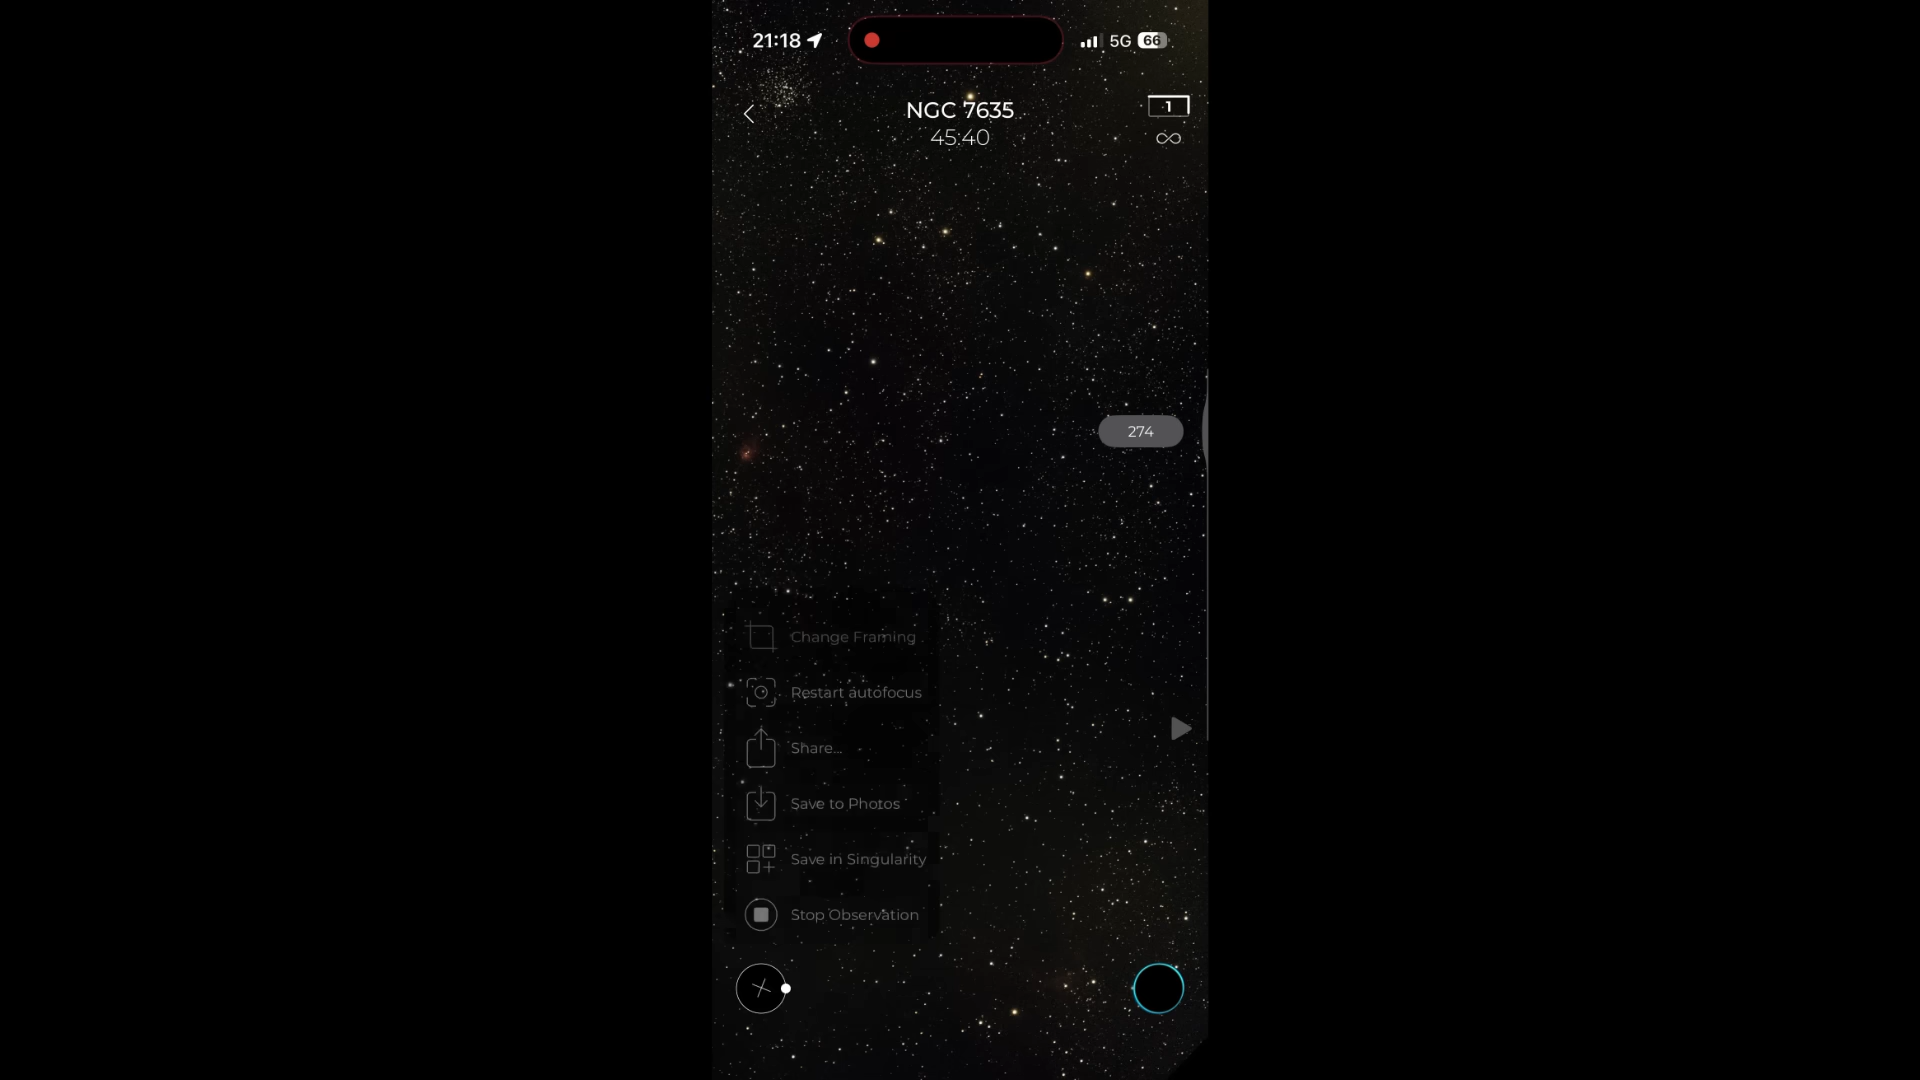 21:18
5G 66
NGC 7635
45:40
1
274
Change Framing
Restart autofocus
Share...
Save to Photos
Save in Singularity
Stop Observation